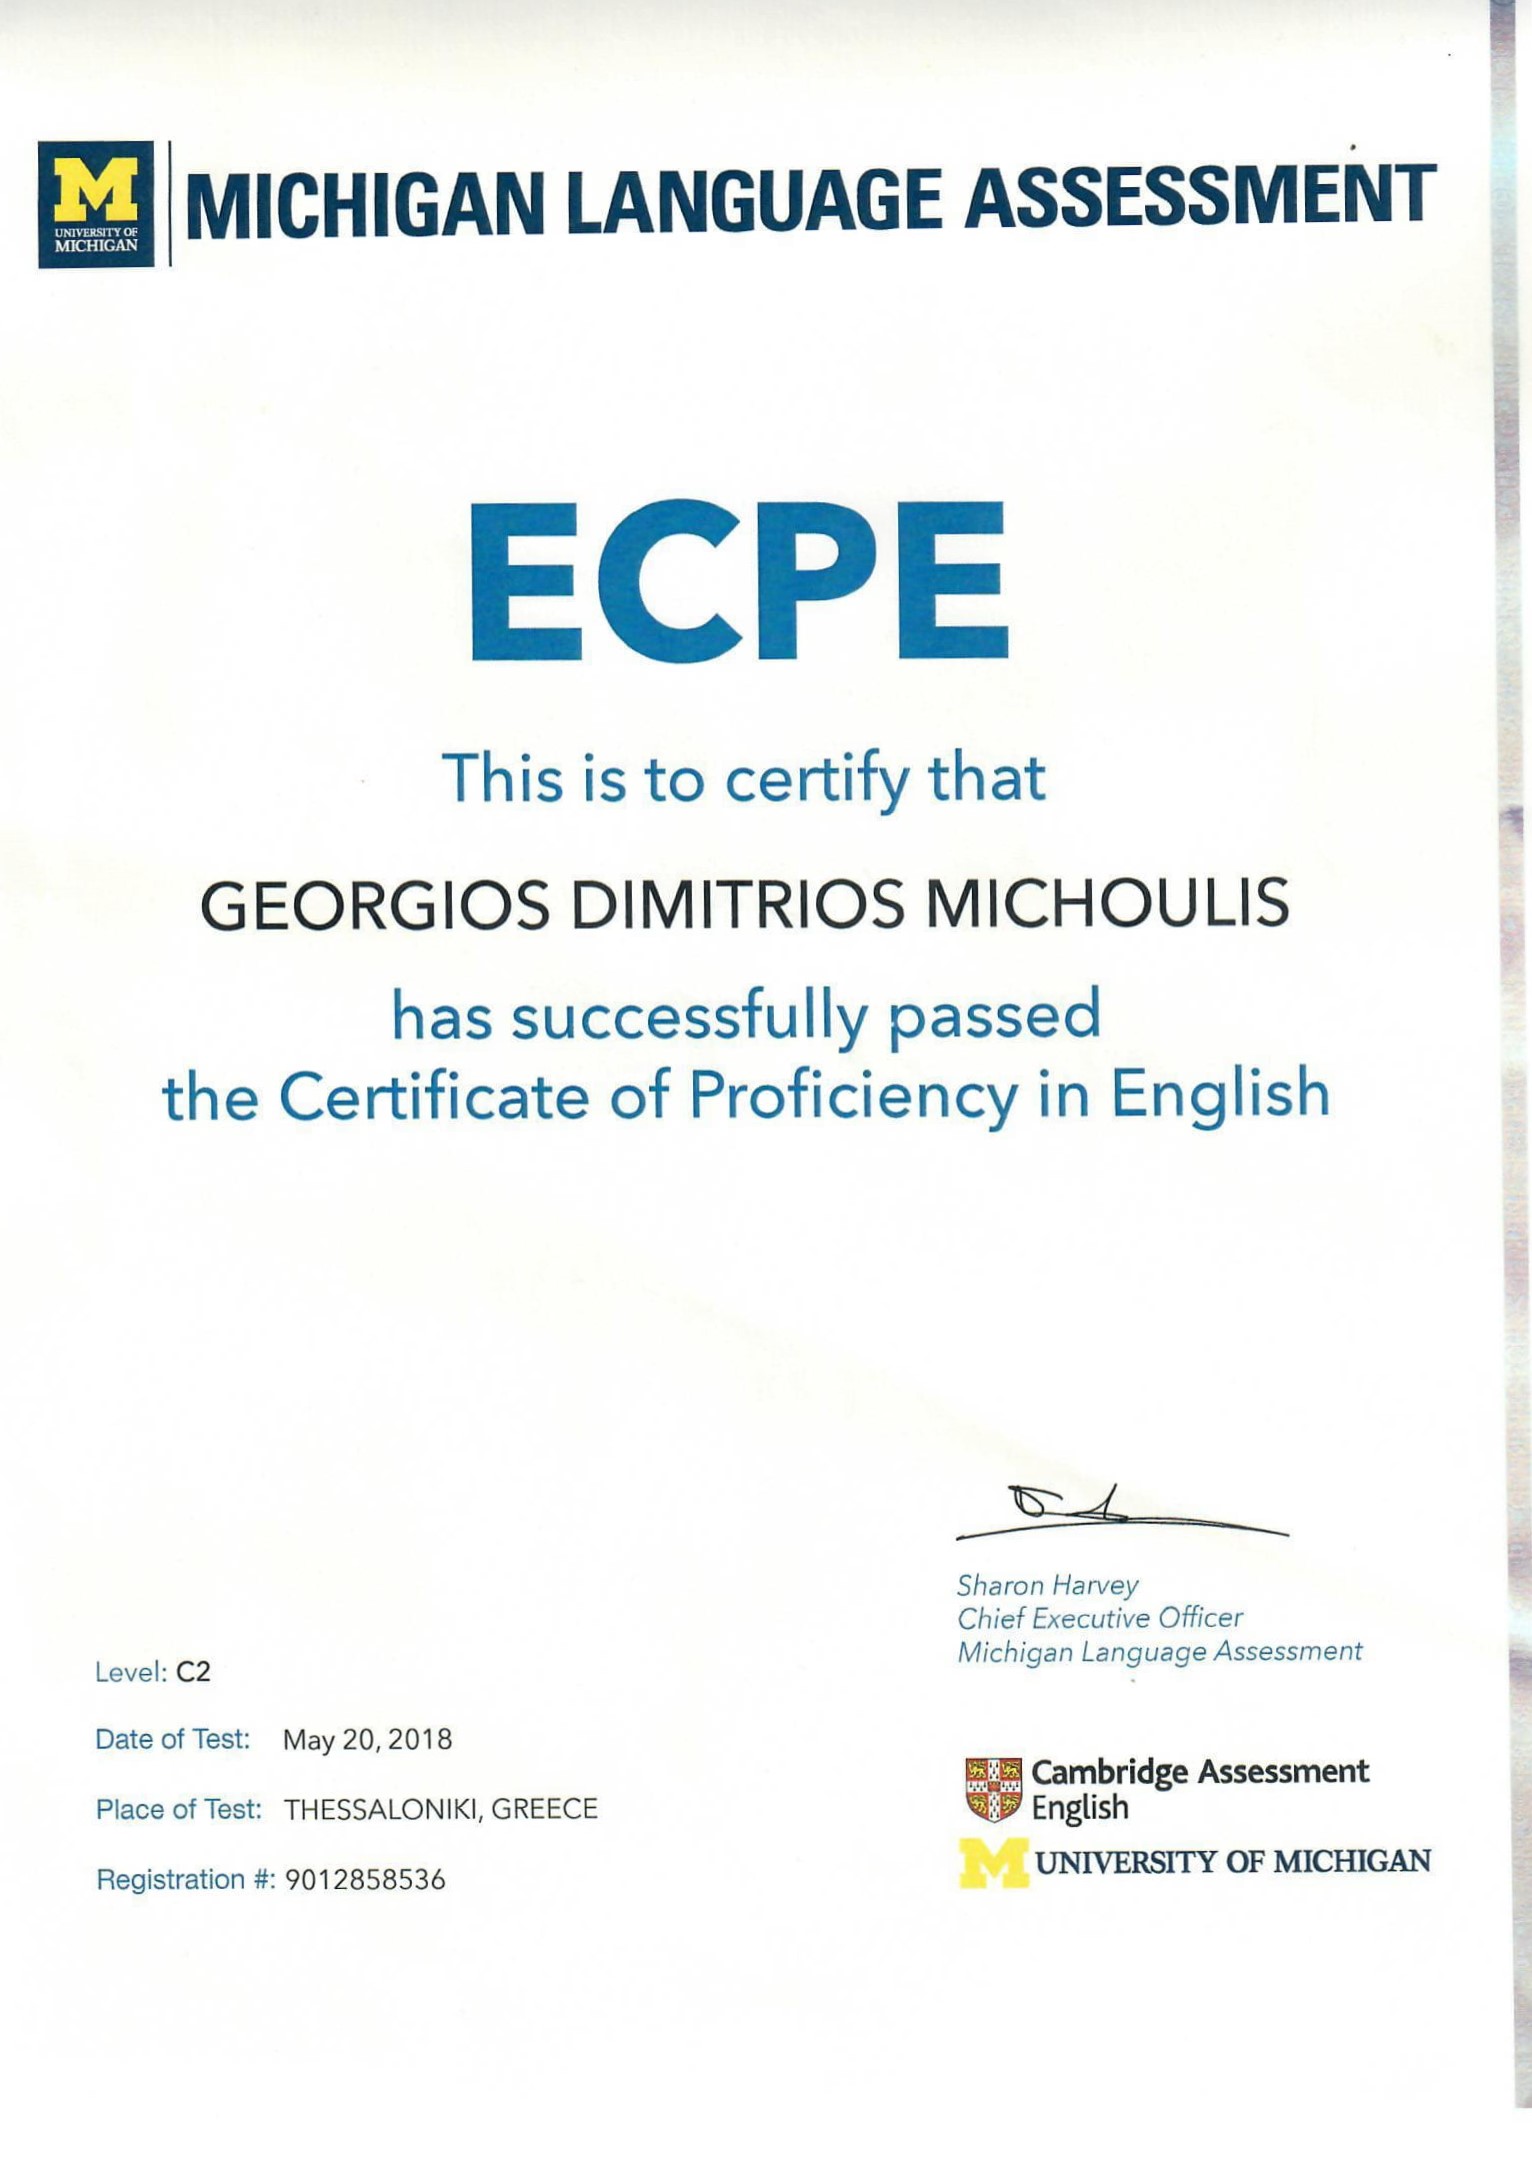 M
UNIVERSITY OF
MICHIGAN
MICHIGAN LANGUAGE ASSESSMENT
ECPE
This is to certify that
GEORGIOS DIMITRIOS MICHOULIS
has successfully passed
the Certificate of Proficiency in English
Sharon Harvey
Chief Executive Officer
Michigan Language Assessment
Level: C2
Date of Test: May 20, 2018
Place of Test: THESSALONIKI, GREECE
Registration #: 9012858536
Cambridge Assessment
English
M UNIVERSITY OF MICHIGAN